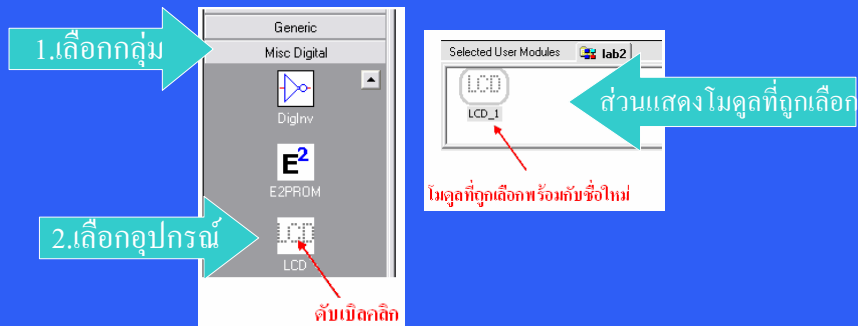 Generic
1.เลือกกลุ่ม
Misc Digital
DigInv
E2
E2PROM
2.เลือกอุปกรณ์
LCD
LCD
ดับเบิลคลิก
Selected User Modules
lab2
LCD
LCD_1
ส่วนแสดงโมดูลที่ถูกเลือก
โมดูลที่ถูกเลือกพร้อมกับชื่อใหม่